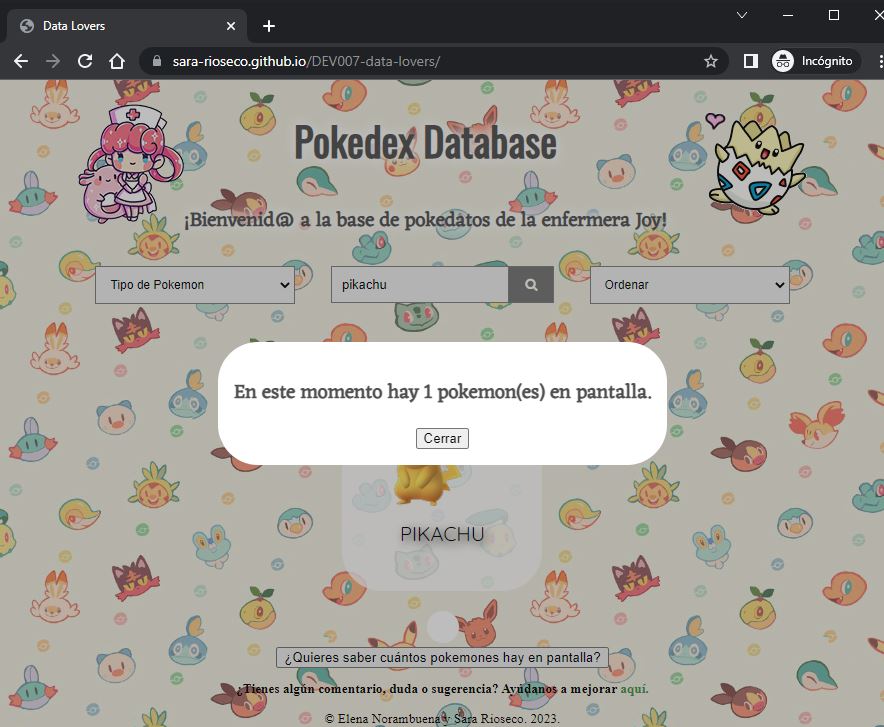 Data Lovers
sara-rioseco.github.io/DEV007-data-lovers/
Incógnito
Pokedex Database
¡Bienvenid@ a la base de pokedatos de la enfermera Joy!
Tipo de Pokemon
pikachu
Ordenar
En este momento hay 1 pokemon(es) en pantalla.
Cerrar
PIKACHU
¿Quieres saber cuántos pokemones hay en pantalla?
¿Tienes algún comentario, duda o sugerencia? Ayúdanos a mejorar aquí.
© Elena Norambuena y Sara Rioseco. 2023.